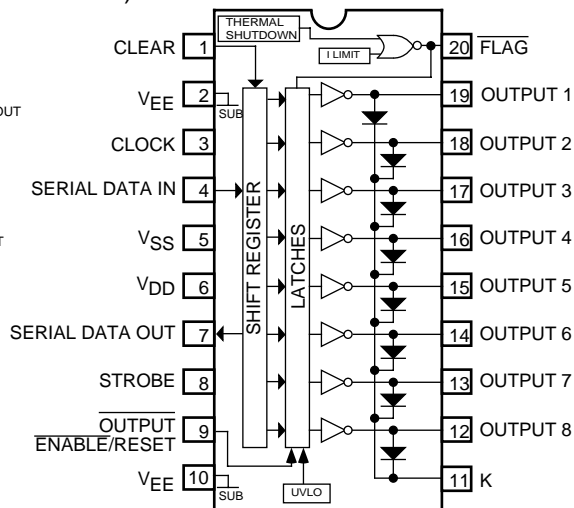 THERMAL
SHUTDOWN
I LIMIT
CLEAR 1
20 FLAG
VEE 2
SUB
19 OUTPUT 1
OUT
CLOCK 3
18 OUTPUT 2
SERIAL DATA IN 4
17 OUTPUT 3
VSS 5
16 OUTPUT 4
SHIFT REGISTER
LATCHES
VDD 6
15 OUTPUT 5
SERIAL DATA OUT 7
14 OUTPUT 6
STROBE 8
13 OUTPUT 7
OUTPUT
ENABLE/RESET 9
12 OUTPUT 8
VEE 10
SUB
UVLO
11 K